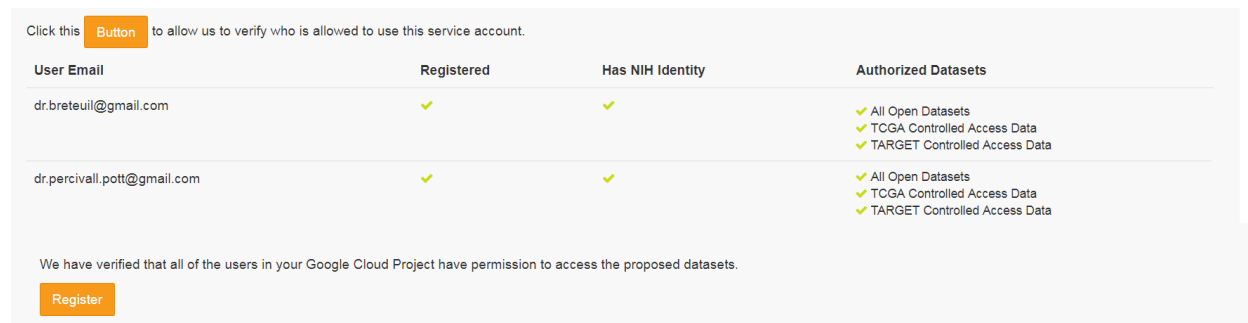 Click this Button to allow us to verify who is allowed to use this service account.
User Email Registered Has NIH Identity Authorized Datasets
dr.breteuil@gmail.com
All Open Datasets
TCGA Controlled Access Data
TARGET Controlled Access Data
dr.percivall.pott@gmail.com
All Open Datasets
TCGA Controlled Access Data
TARGET Controlled Access Data
We have verified that all of the users in your Google Cloud Project have permission to access the proposed datasets.
Register